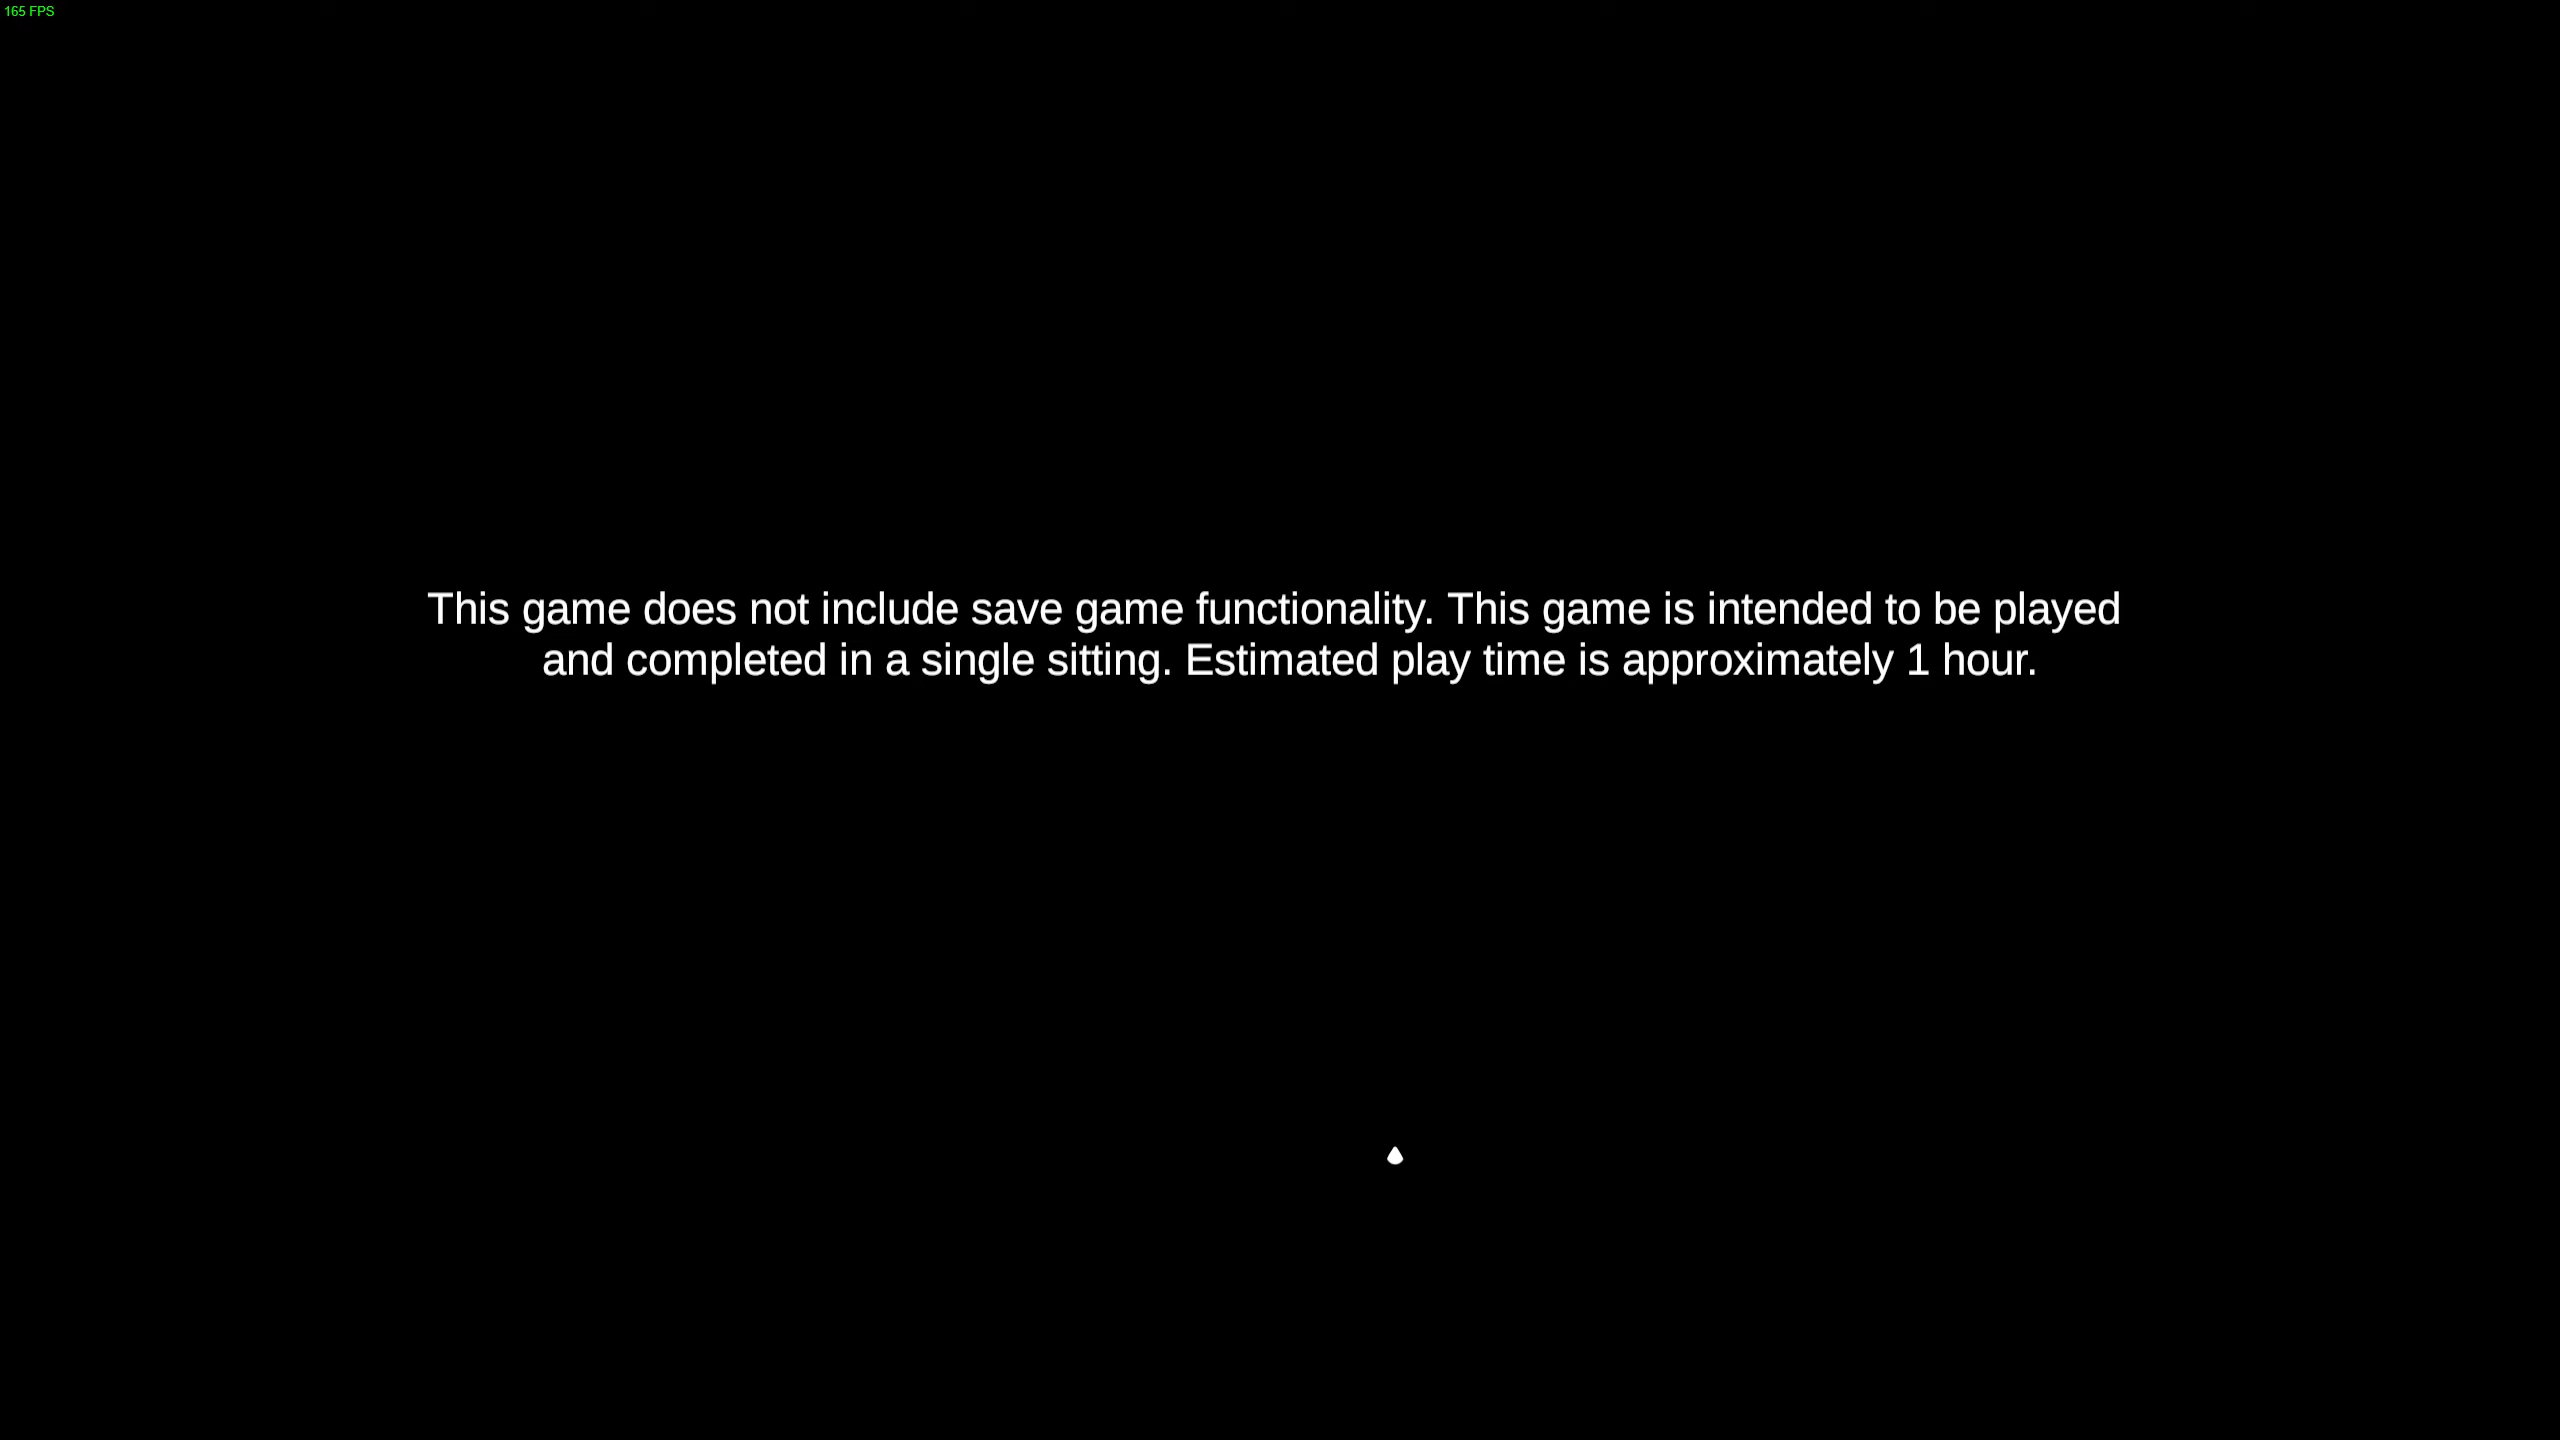 165 FPS
This game does not include save game functionality. This game is intended to be played
and completed in a single sitting. Estimated play time is approximately 1 hour.